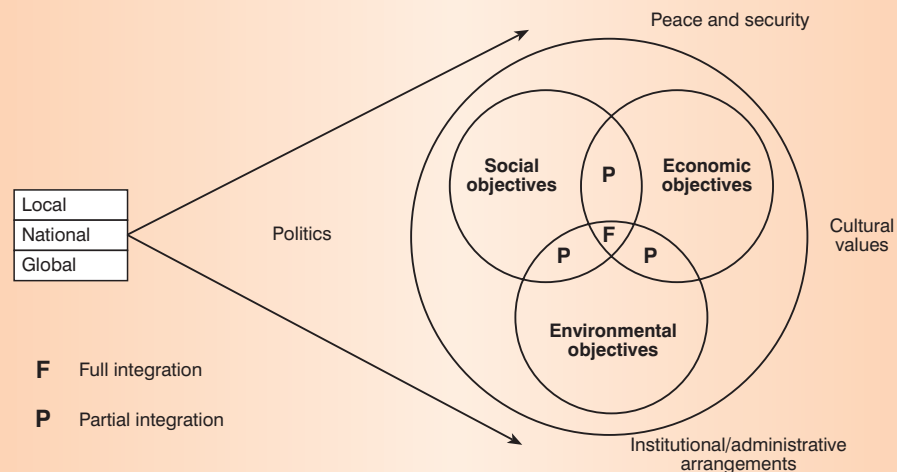 Peace and security
Social
objectives
P
Economic
objectives
Local
National
Global
Politics
F
P
P
Cultural
values
Environmental
objectives
F Full integration
P Partial integration
Institutional/administrative
arrangements